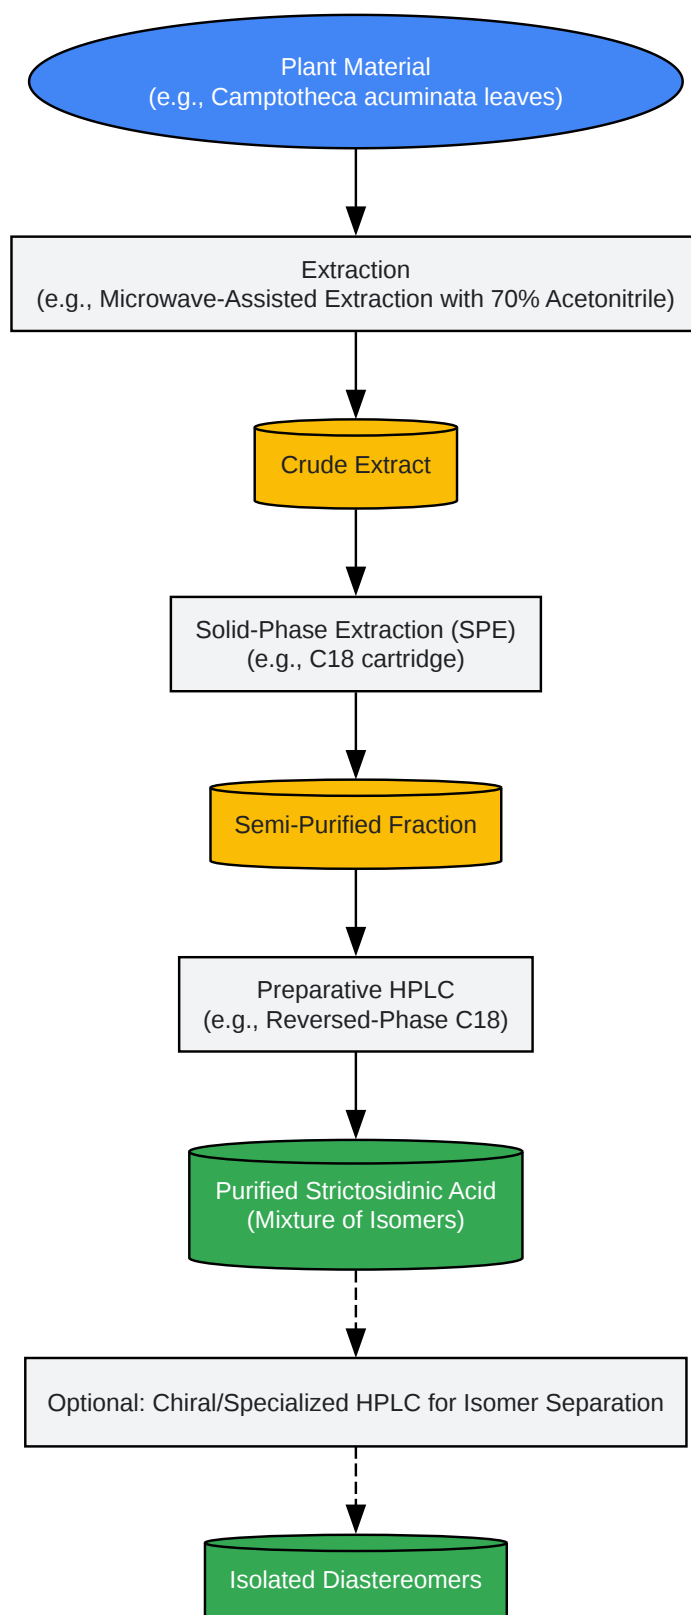 Plant Material
(e.g., Camptotheca acuminata leaves)
Extraction
(e.g., Microwave-Assisted Extraction with 70% Acetonitrile)
Crude Extract
Solid-Phase Extraction (SPE)
(e.g., C18 cartridge)
Semi-Purified Fraction
Preparative HPLC
(e.g., Reversed-Phase C18)
Purified Strictosidinic Acid
(Mixture of Isomers)
Optional: Chiral/Specialized HPLC for Isomer Separation
Isolated Diastereomers